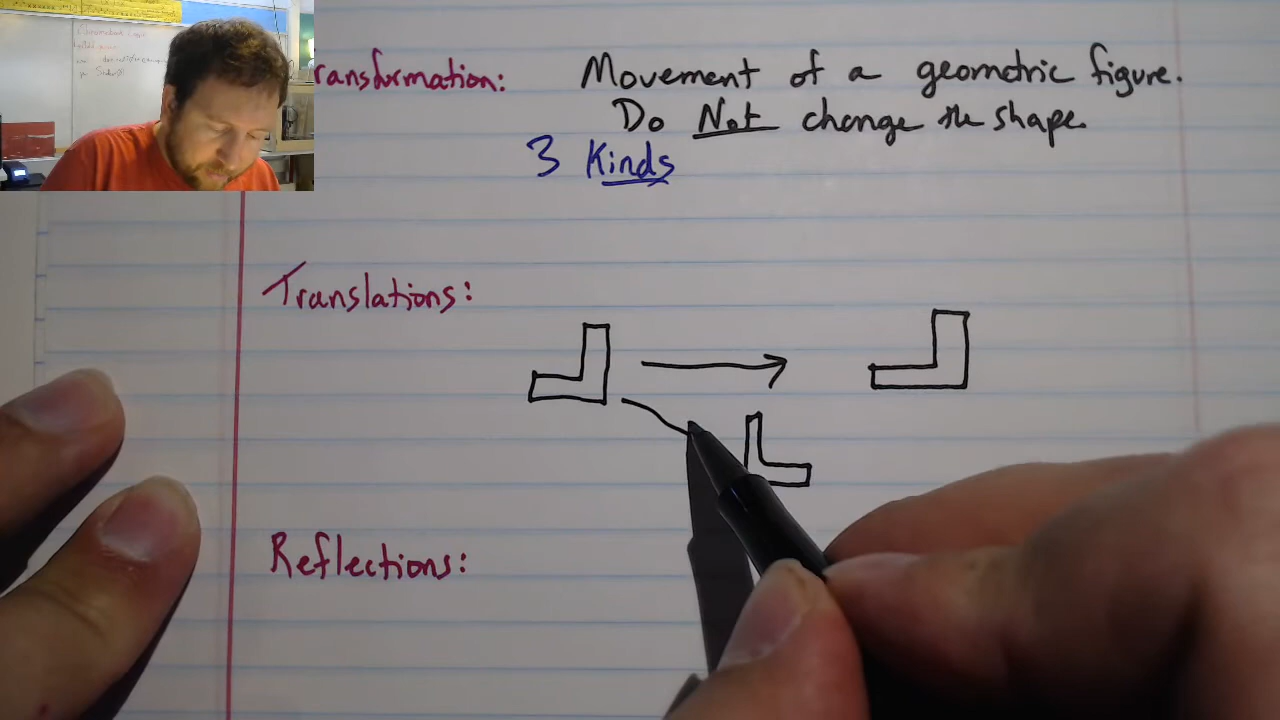 ransformation: Movement of a geometric figure.
Do Not change the shape.
3 Kinds
Translations:
Reflections: